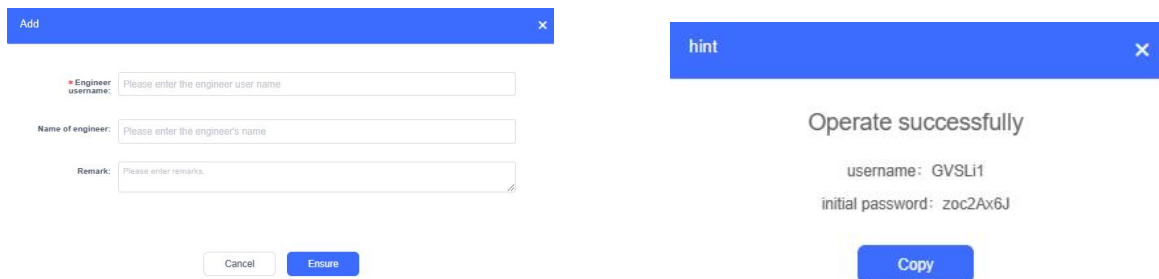 Add
* Engineer
username:
Please enter the engineer user name
Name of engineer:
Please enter the engineer's name
Remark:
Please enter remarks.
Cancel
Ensure
hint
Operate successfully
username: GVSLi1
initial password: zoc2Ax6J
Copy